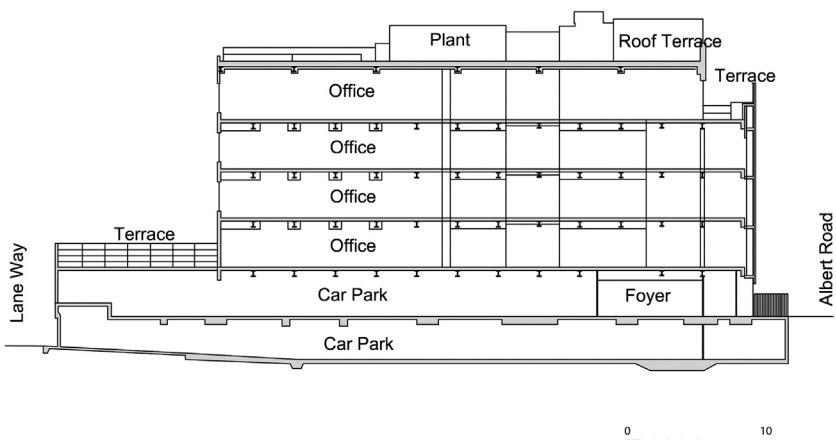 Plant
Roof Terrace
Terrace
Office
Office
Office
Office
Terrace
Lane Way
Albert Road
Car Park
Foyer
Car Park
0
10